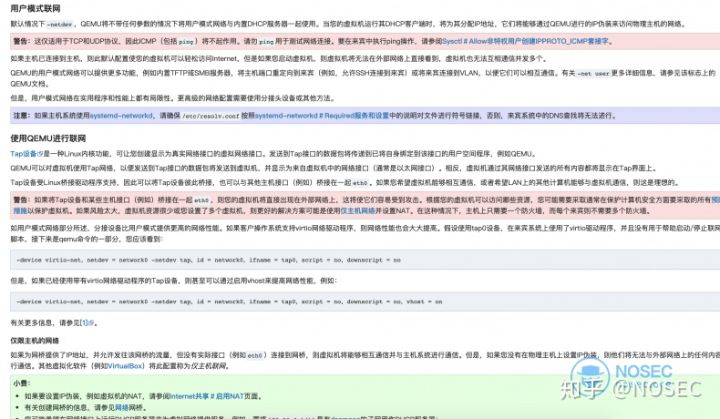 用户模式联网
默认情况下 -netdev，QEMU将不带任何参数的情况下将用户模式网络与内置DHCP服务器一起使用。当您的虚拟机运行其DHCP客户端时，将为其分配IP地址，它们将能够通过QEMU进行的IP伪装来访问物理主机的网络。
警告：这仅适用于TCP和UDP协议，因此ICMP（包括 ping ）将不起作用。请勿 ping 用于测试网络连接。要在来宾中执行ping操作，请参阅Sysctl＃Allow非特权用户创建IPPROTO_ICMP套接字。
如果主机已连接到主机，则此默认配置使您的虚拟机可以轻松访问Internet，但是如果您启动虚拟机，则虚拟机将无法在外部网络上直接看到，虚拟机也无法互相通信并发多个。
QEMU的用户模式网络可以提供更多功能，例如内置TFTP或SMB服务器，将主机端口重定向到来宾（例如，允许SSH连接到来宾）或将来宾连接到VLAN，以便它们可以相互通信。有关 -net user 更多详细信息，请参见该标志上的
QEMU文档。
但是，用户模式网络在实用程序和性能上都有局限性。更高级的网络配置需要使用分接头设备或其他方法。
注意：如果主机系统使用systemd-networkd，请确保 /etc/resolv.conf 按照systemd-networkd＃Required服务和设置中的说明对文件进行符号链接，否则，来宾系统中的DNS查找将无法进行。
使用QEMU进行联网
Tap设备是一种Linux内核功能，可让您创建显示为真实网络接口的虚拟网络接口。发送到Tap接口的数据包将传递到已将自身绑定到该接口的用户空间程序，例如QEMU。
QEMU可以对虚拟机使用Tap网络，以便发送到Tap接口的数据包将发送到虚拟机，并显示为来自虚拟机中的网络接口（通常是以太网接口）。相反，虚拟机通过其网络接口发送的所有内容都将显示在Tap界面上。
Tap设备受Linux桥接驱动程序支持，因此可以将Tap设备彼此桥接，也可以与其他主机接口（例如）桥接在一起 eth0 。如果您希望虚拟机能够相互通信，或者希望LAN上的其他计算机能够与虚拟机通信，则这是理想的。
警告：如果将Tap设备和某些主机接口（例如）桥接在一起 eth0 ，则您的虚拟机将直接出现在外部网络上，这将使它们容易受到攻击。根据您的虚拟机可以访问哪些资源，您可能需要采取通常在保护计算机安全方面要采取的所有预防
措施以保护虚拟机。如果风险太大，虚拟机资源很少或您设置了多个虚拟机，则更好的解决方案可能是使用仅主机网络并设置NAT。在这种情况下，主机上只需要一个防火墙，而每个来宾则不需要多个防火墙。
如用户模式网络部分所述，分接设备比用户模式提供更高的网络性能。如果客户操作系统支持virtio网络驱动程序，则网络性能也会大大提高。假设使用tap0设备，在来宾系统上使用了virtio驱动程序，并且没有用于帮助启动/停止联网
脚本，接下来是qemu命令的一部分，您应该看到：
-device virtio-net, netdev = network0 -netdev tap, id = network0, ifname = tap0, script = no, downscript = no
但是，如果已经使用带有virtio网络驱动程序的Tap设备，则甚至可以通过启用vhost来提高网络性能，例如：
-device virtio-net, netdev = network0 -netdev tap, id = network0, ifname = tap0, script = no, downscript = no, vhost = on
有关更多信息，请参见[1]。
仅限主机的网络
如果为网桥提供了IP地址，并允许发往该网桥的流量，但没有实际接口（例如 eth0 ）连接到网桥，则虚拟机将能够相互通信并与主机系统进行通信。但是，如果您没有在物理主机上设置IP伪装，则他们将无法与外部网络上的任何内容
行通信。其他虚拟化软件（例如VirtualBox）将此配置称为仅主机联网。
小费：
如果要设置IP伪装，例如虚拟机的NAT，请参阅Internet共享＃启用NAT页面。
有关创建网桥的信息，请参见网络网桥。
NOSEC
知乎 @NOSEC